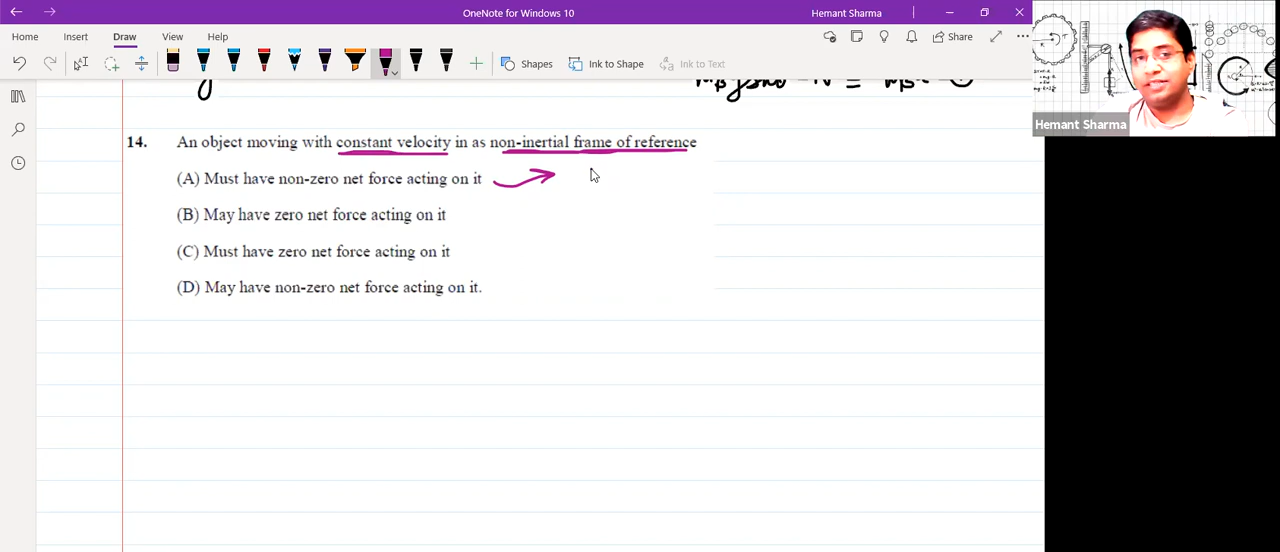 OneNote for Windows 10
Hemant Sharma
Home Insert Draw View Help
Share
Shapes
Ink to Shape
Ink to Text
14. An object moving with constant velocity in as non-inertial frame of reference
(A) Must have non-zero net force acting on it
(B) May have zero net force acting on it
(C) Must have zero net force acting on it
(D) May have non-zero net force acting on it.
Hemant Sharma